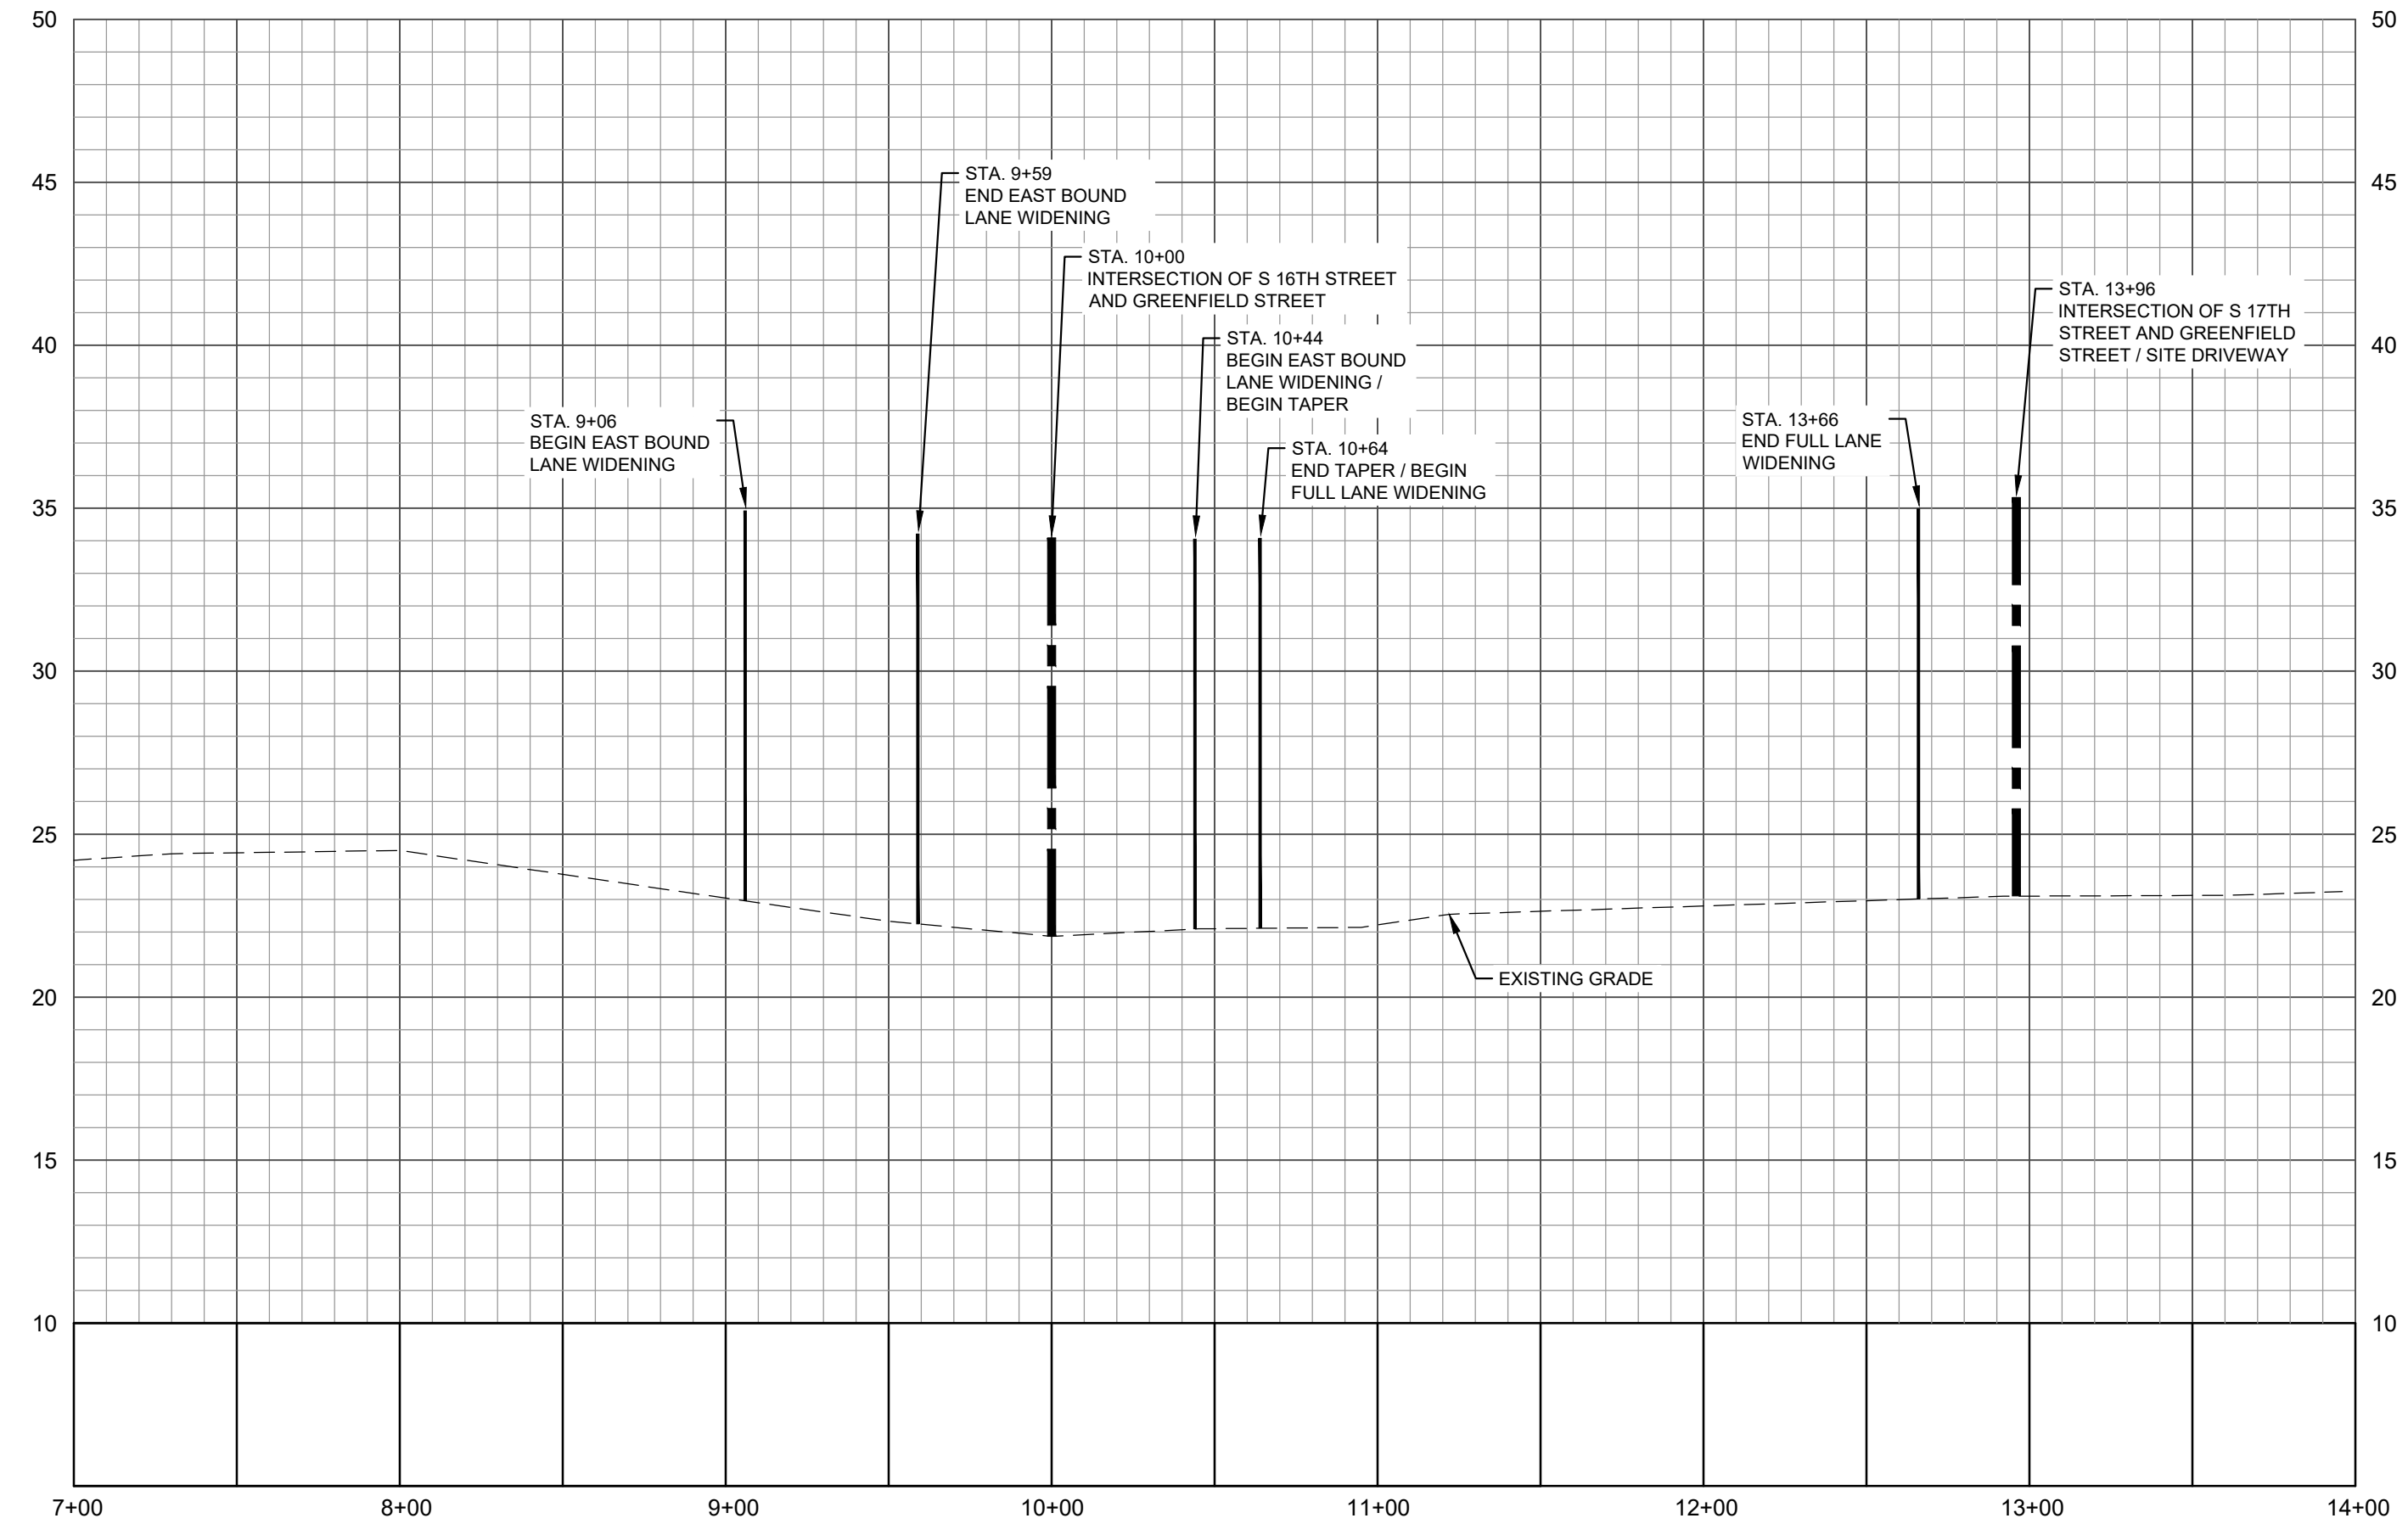 50
50
45
45
40
40
35
35
30
30
25
25
20
20
15
15
10
10
STA. 9+06
BEGIN EAST BOUND
LANE WIDENING
STA. 9+59
END EAST BOUND
LANE WIDENING
STA. 10+00
INTERSECTION OF S 16TH STREET
AND GREENFIELD STREET
STA. 10+44
BEGIN EAST BOUND
LANE WIDENING /
BEGIN TAPER
STA. 10+64
END TAPER / BEGIN
FULL LANE WIDENING
STA. 13+66
END FULL LANE
WIDENING
STA. 13+96
INTERSECTION OF S 17TH
STREET AND GREENFIELD
STREET / SITE DRIVEWAY
EXISTING GRADE
7+00
8+00
9+00
10+00
11+00
12+00
13+00
14+00